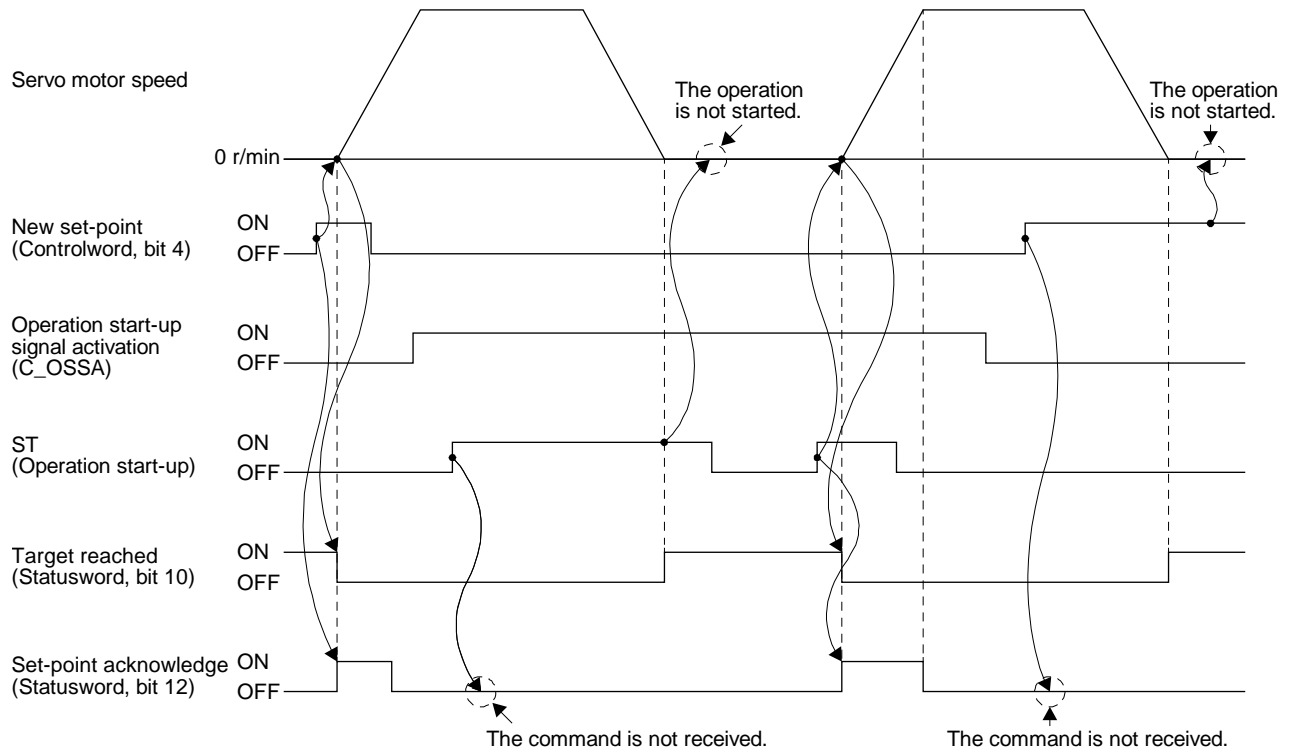 Servo motor speed
The operation
is not started.
The operation
is not started.
0 r/min
New set-point
(Controlword, bit 4)
ON
OFF
Operation start-up
signal activation
(C_OSSA)
ON
OFF
ST
(Operation start-up)
ON
OFF
Target reached
(Statusword, bit 10)
ON
OFF
Set-point acknowledge
(Statusword, bit 12)
ON
OFF
The command is not received.
The command is not received.